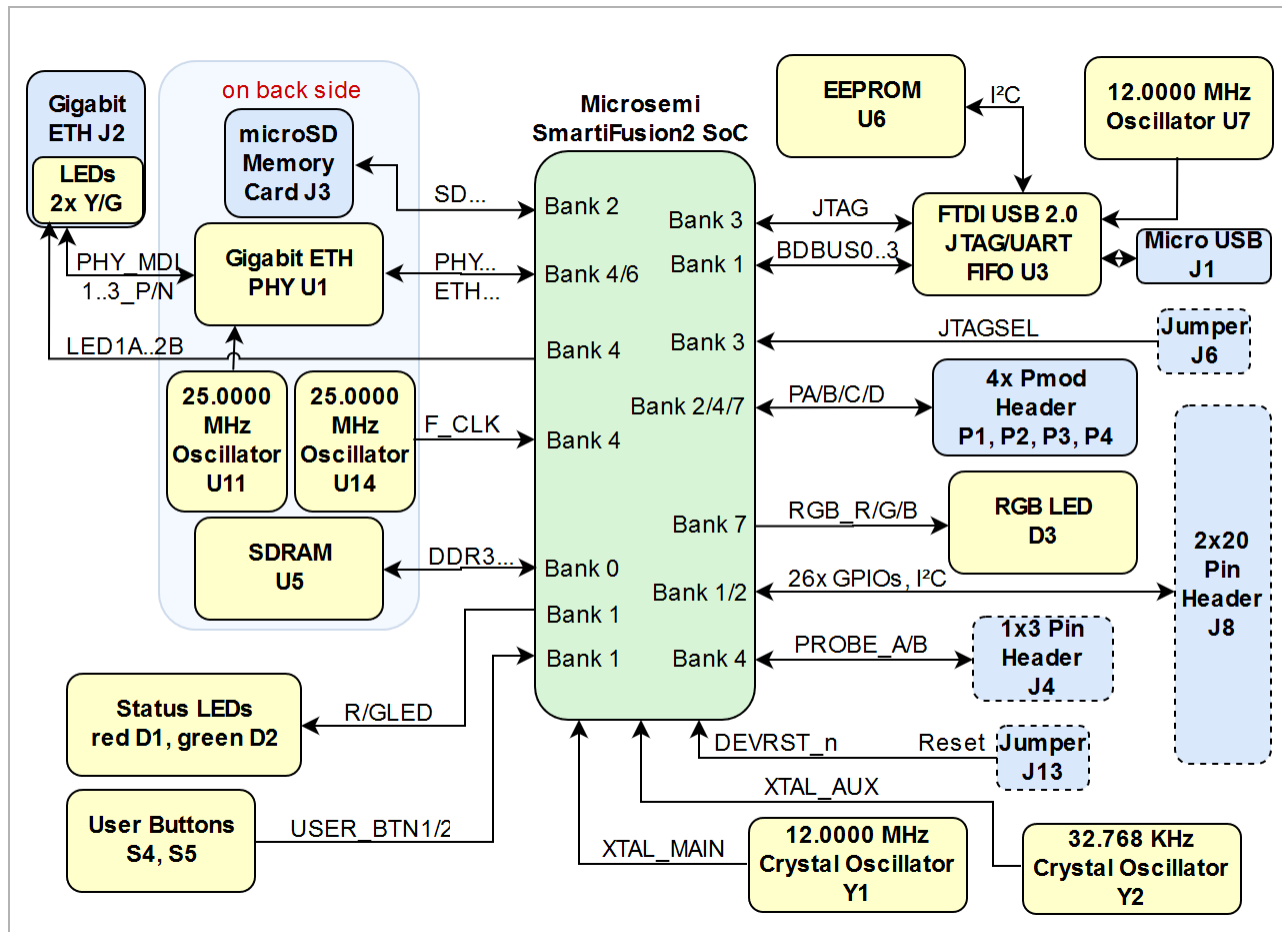 Gigabit
ETH J2
LEDs
2x Y/G
on back side
microSD
Memory
Card J3
SD...
PHY_MDI
1..3_P/N
Gigabit ETH
PHY U1
PHY...
ETH...
LED1A..2B
25.0000
MHz
Oscillator
U11
25.0000
MHz
Oscillator
U14
F_CLK
SDRAM
U5
DDR3...
Status LEDs
red D1, green D2
R/GLED
User Buttons
S4, S5
USER_BTN1/2
Microsemi
SmartiFusion2 SoC
Bank 2
Bank 4/6
Bank 4
Bank 4
Bank 0
Bank 1
Bank 1
Bank 3
Bank 1
Bank 3
Bank 2/4/7
Bank 7
Bank 1/2
Bank 4
EEPROM
U6
I²C
12.0000 MHz
Oscillator U7
JTAG
BDBUS0..3
FTDI USB 2.0
JTAG/UART
FIFO U3
Micro USB
J1
JTAGSEL
Jumper
J6
PA/B/C/D
4x Pmod
Header
P1, P2, P3, P4
RGB_R/G/B
RGB LED
D3
26x GPIOs, I²C
2x20
Pin
Header
J8
PROBE_A/B
1x3 Pin
Header
J4
DEVRST_n
Reset
Jumper
J13
XTAL_AUX
XTAL_MAIN
12.0000 MHz
Crystal Oscillator
Y1
32.768 KHz
Crystal Oscillator
Y2